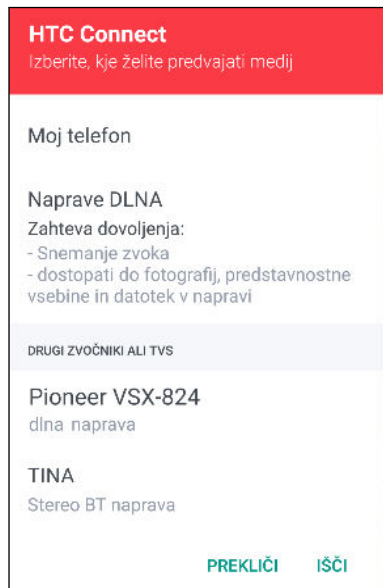 HTC Connect
Izberite, kje želite predvajati medij
Moj telefon
Naprave DLNA
Zahteva dovoljenja:
- Snemanje zvoka
- dostopati do fotografij, predstavnostne
vsebine in datotek v napravi
DRUGI ZVOČNIKI ALI TVS
Pioneer VSX-824
dlna naprava
TINA
Stereo BT naprava
PREKLIČI IŠČI